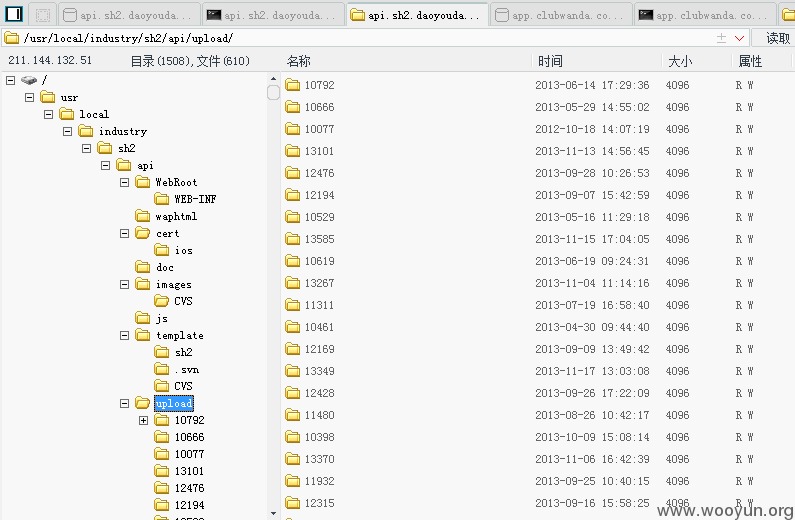 api.sh2.daoyouda... api.sh2.daoyouda... api.sh2.daoyouda... app.clubwanda.co... app.clubwanda.co...
/usr/local/industry/sh2/api/upload/ 读取
211.144.132.51 目录(1508),文件(610) 名称 时间 大小 属性
/
usr
local
industry
sh2
api
WebRoot
WEB-INF
waphtml
cert
ios
doc
images
CVS
js
template
sh2
.svn
CVS
upload
10792
10666
10077
13101
12476
12194
10792 2013-06-14 17:29:36 4096 R W
10666 2013-05-29 14:55:02 4096 R W
10077 2012-10-18 14:07:19 4096 R W
13101 2013-11-13 14:56:45 4096 R W
12476 2013-09-28 10:26:53 4096 R W
12194 2013-09-07 15:42:59 4096 R W
10529 2013-05-16 11:29:18 4096 R W
13585 2013-11-15 17:04:05 4096 R W
10619 2013-06-19 09:24:31 4096 R W
13267 2013-11-04 11:14:16 4096 R W
11311 2013-07-19 16:58:40 4096 R W
10461 2013-04-30 09:44:40 4096 R W
12169 2013-09-09 13:49:42 4096 R W
13349 2013-11-17 13:03:08 4096 R W
12428 2013-09-26 17:22:09 4096 R W
11480 2013-08-26 10:42:17 4096 R W
10398 2013-10-09 15:08:14 4096 R W
13370 2013-11-06 16:42:39 4096 R W
11932 2013-09-25 10:40:15 4096 R W
12315 2013-09-16 15:58:25 4096 R W
www.wooyun.org